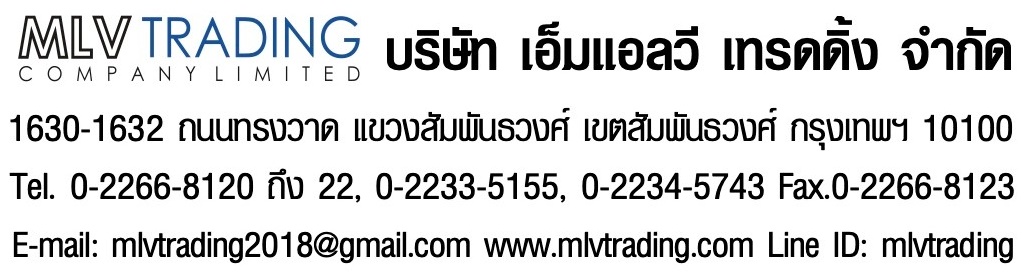 MLV TRADING
COMPANY LIMITED
บริษัท เอ็มแอลวี เทรดดิ้ง จำกัด
1630-1632 ถนนทรงวาด แขวงสัมพันธวงศ์ เขตสัมพันธวงศ์ กรุงเทพฯ 10100
Tel. 0-2266-8120 ถึง 22, 0-2233-5155, 0-2234-5743 Fax.0-2266-8123
E-mail: mlvtrading2018@gmail.com www.mlvtrading.com Line ID: mlvtrading